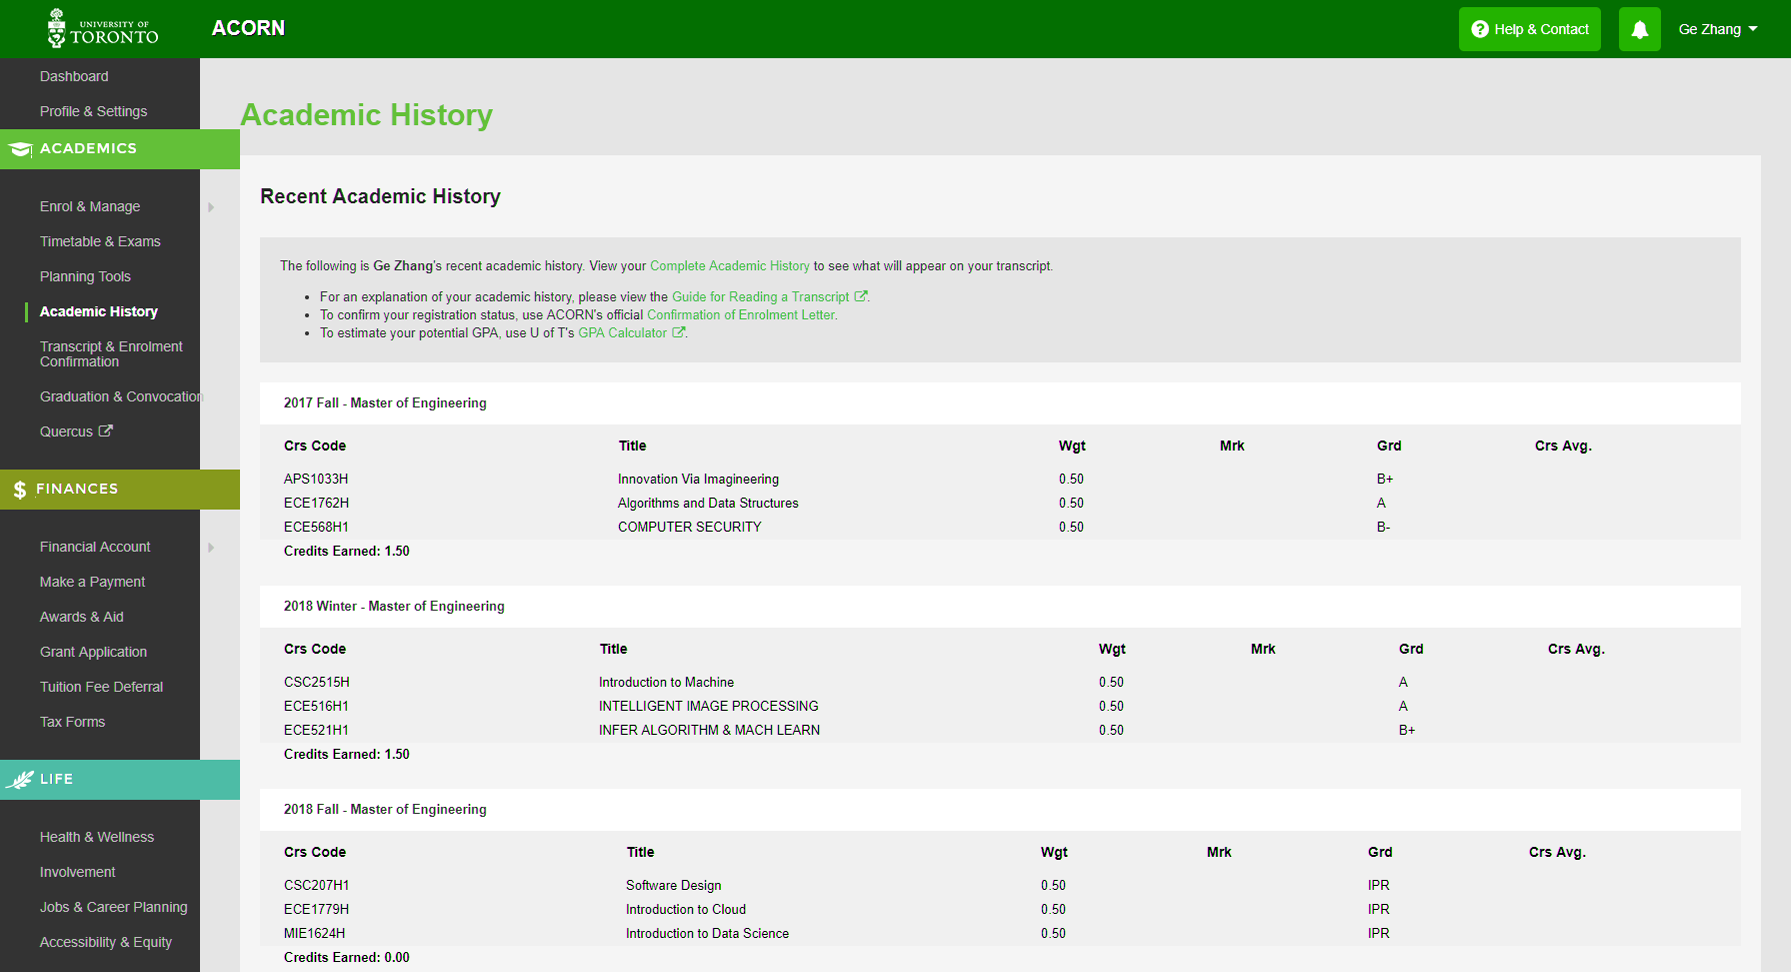 UNIVERSITY OF
TORONTO
ACORN
Help & Contact
Ge Zhang
Dashboard
Profile & Settings
ACADEMICS
Enrol & Manage
Timetable & Exams
Planning Tools
Academic History
Transcript & Enrolment
Confirmation
Graduation & Convocation
Quercus
FINANCES
Financial Account
Make a Payment
Awards & Aid
Grant Application
Tuition Fee Deferral
Tax Forms
LIFE
Health & Wellness
Involvement
Jobs & Career Planning
Accessibility & Equity
Academic History
Recent Academic History
The following is Ge Zhang's recent academic history. View your Complete Academic History to see what will appear on your transcript.
• For an explanation of your academic history, please view the Guide for Reading a Transcript.
• To confirm your registration status, use ACORN's official Confirmation of Enrolment Letter.
• To estimate your potential GPA, use U of T's GPA Calculator.
2017 Fall - Master of Engineering
Crs Code Title Wgt Mrk Grd Crs Avg.
APS1033H Innovation Via Imagineering 0.50 B+
ECE1762H Algorithms and Data Structures 0.50 A
ECE568H1 COMPUTER SECURITY 0.50 B-
Credits Earned: 1.50
2018 Winter - Master of Engineering
Crs Code Title Wgt Mrk Grd Crs Avg.
CSC2515H Introduction to Machine 0.50 A
ECE516H1 INTELLIGENT IMAGE PROCESSING 0.50 A
ECE521H1 INFER ALGORITHM & MACH LEARN 0.50 B+
Credits Earned: 1.50
2018 Fall - Master of Engineering
Crs Code Title Wgt Mrk Grd Crs Avg.
CSC207H1 Software Design 0.50 IPR
ECE1779H Introduction to Cloud 0.50 IPR
MIE1624H Introduction to Data Science 0.50 IPR
Credits Earned: 0.00